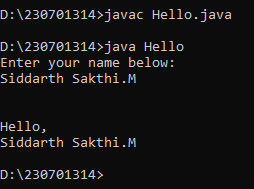 D:\230701314>javac Hello.java
D:\230701314>java Hello
Enter your name below:
Siddarth Sakthi.M
Hello,
Siddarth Sakthi.M
D:\230701314>